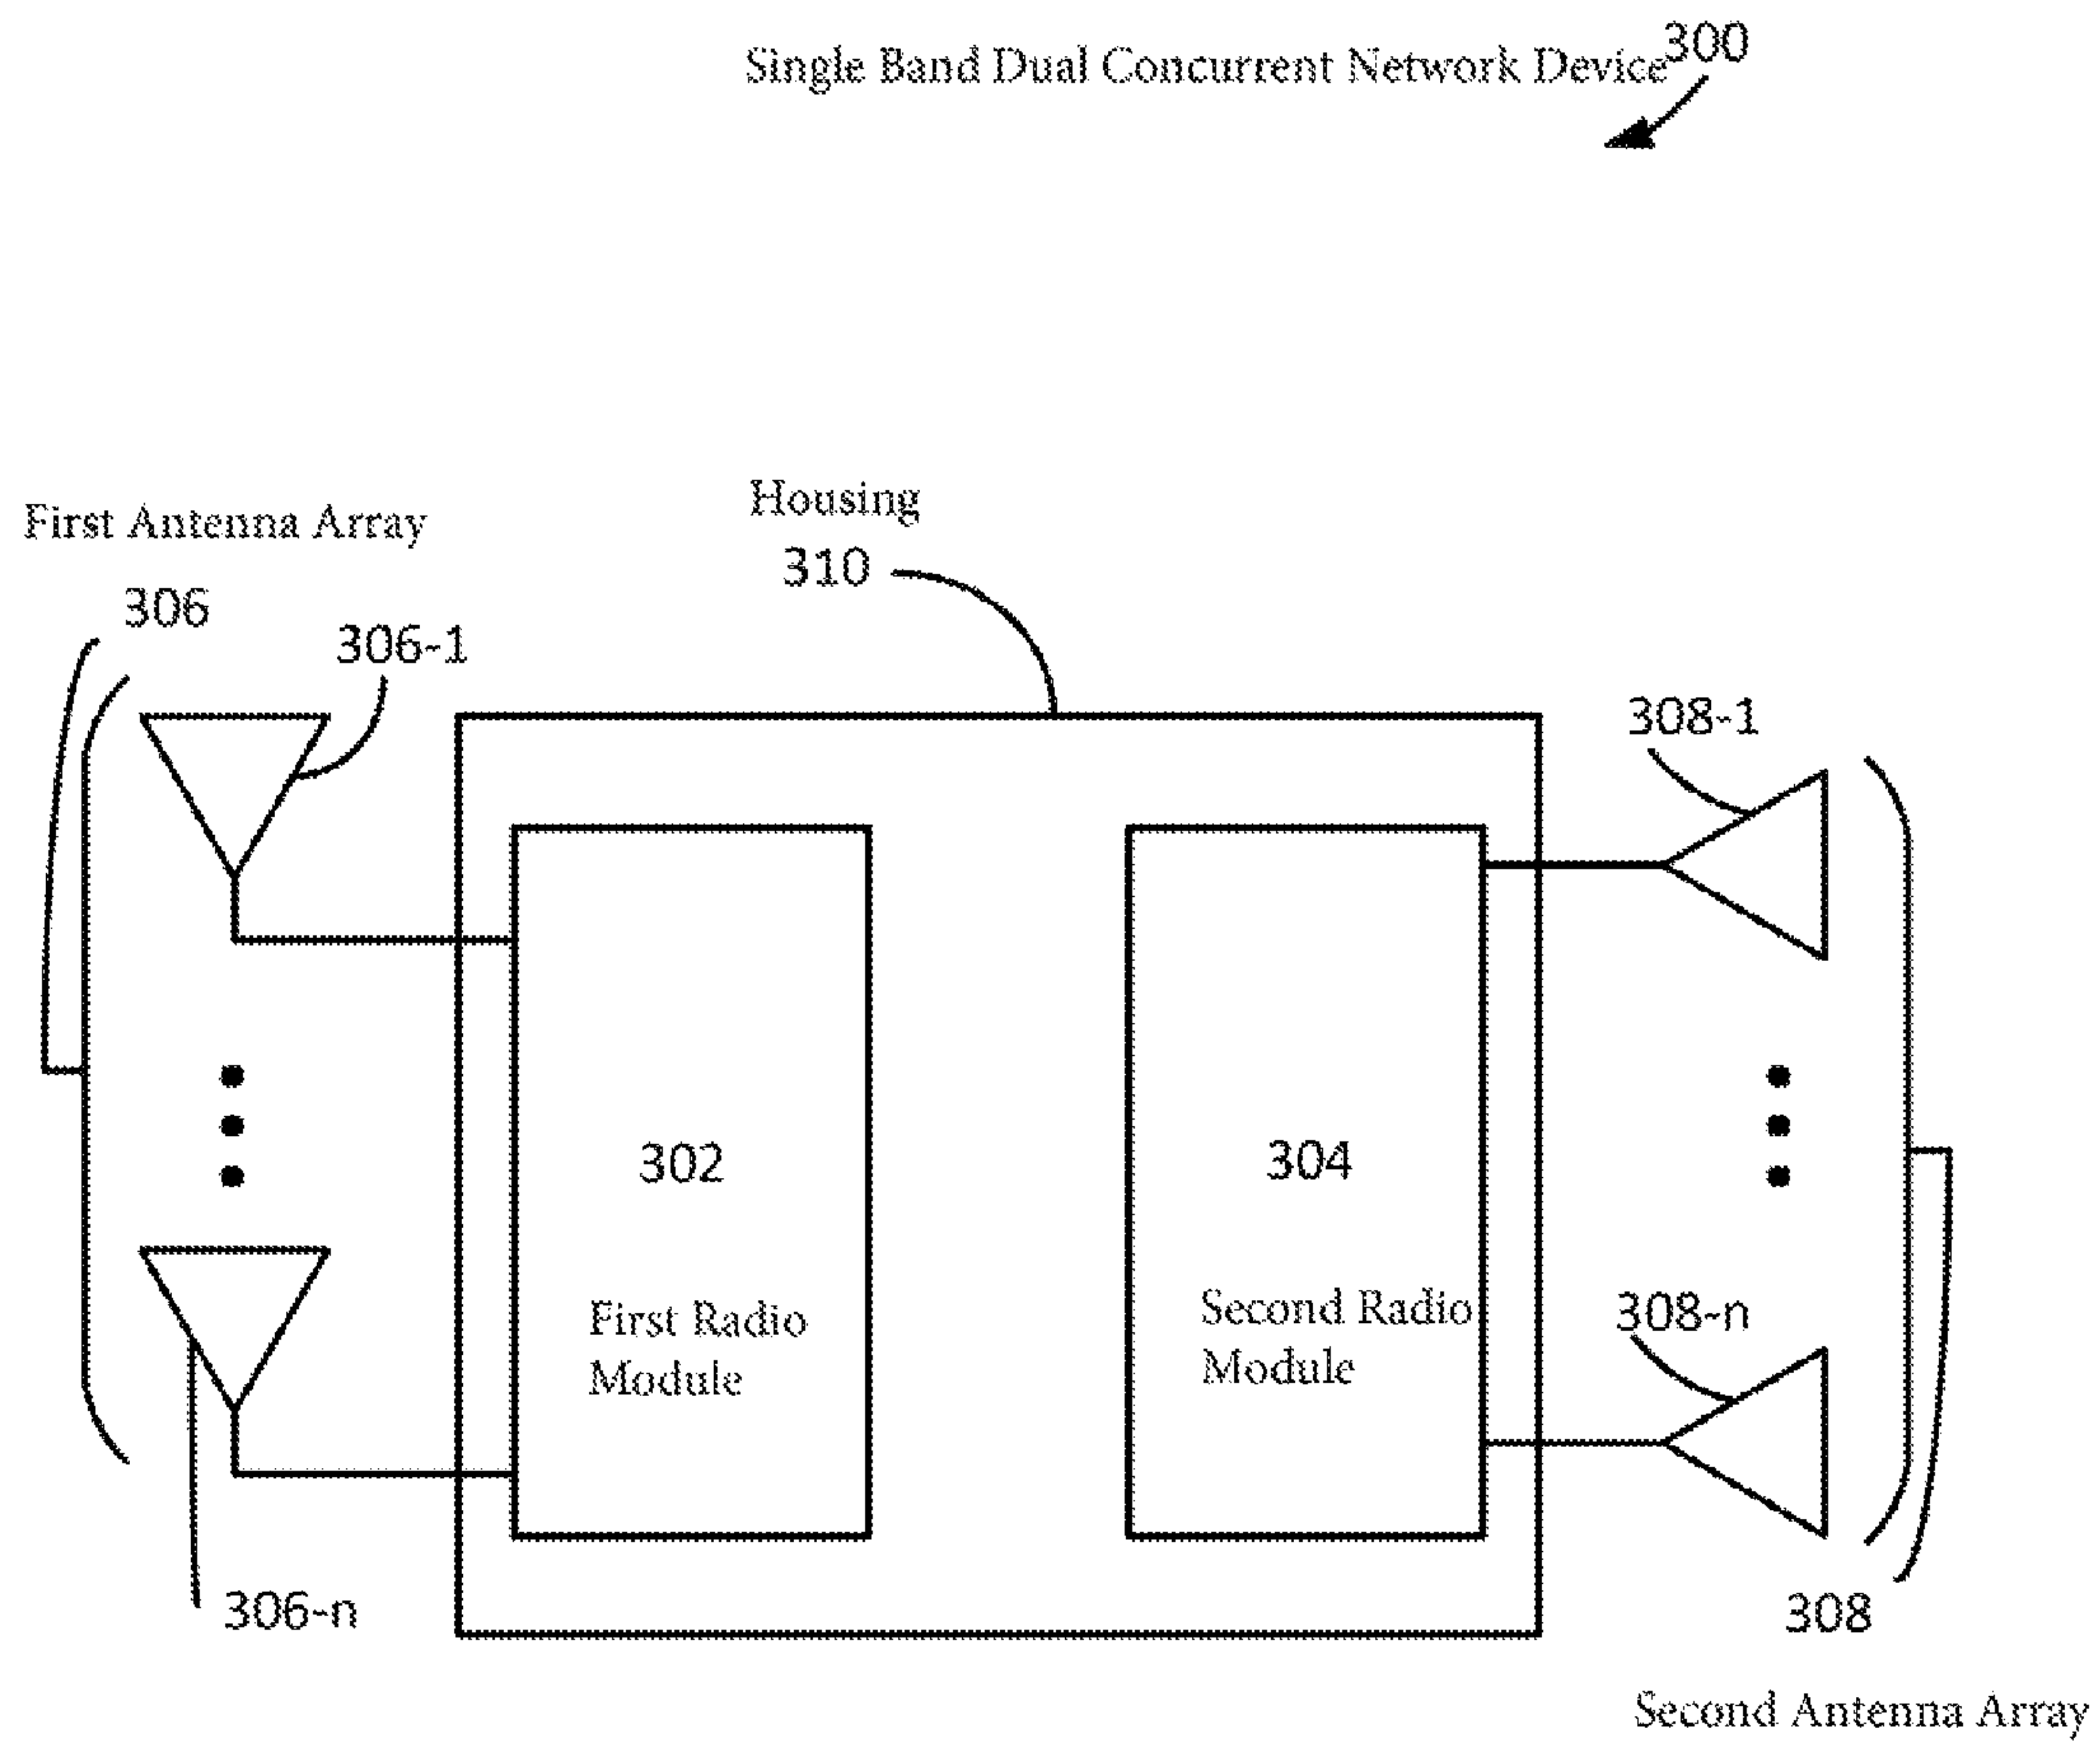 300
Single Band Dual Concurrent Network Device
Housing
First Antenna Array
310
306
306-1
308-1
302
304
Second Radio
Module
First Radio
Module
308-n
306-n
308
Second Antenna Array